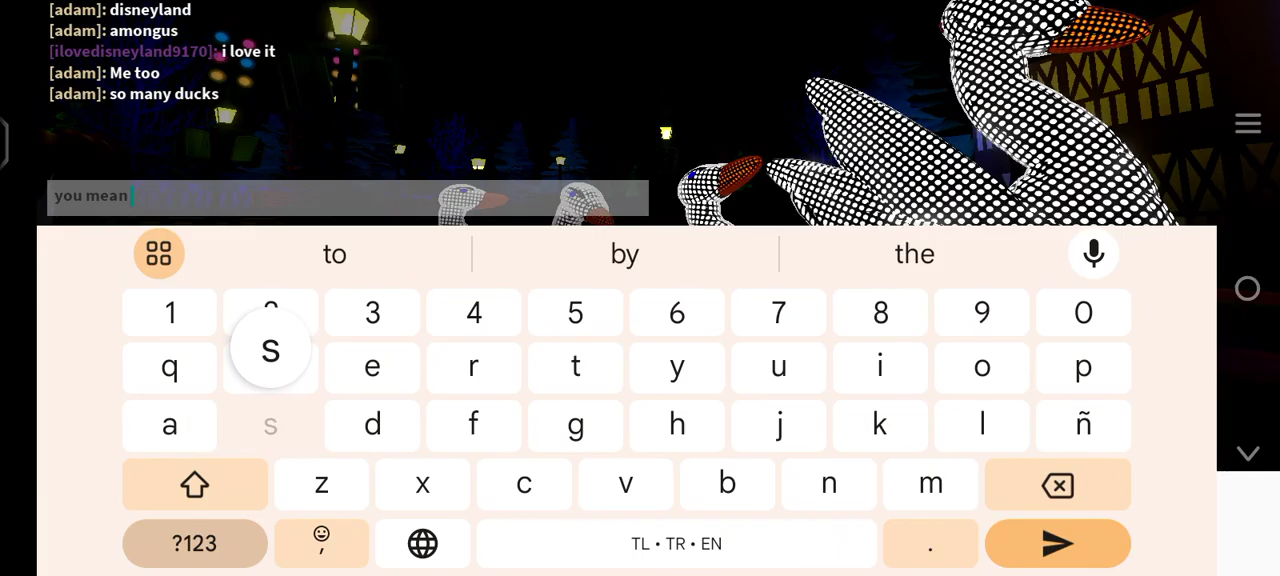 [adam]: disneyland
[adam]: amongus
[ilovedisneyland9170]: i love it
[adam]: Me too
[adam]: so many ducks
you mean
to by the
1 3 4 5 6 7 8 9 0
s
q e r t y u i o p
a s d f g h j k l ñ
z x c v b n m
?123 , TL • TR • EN .